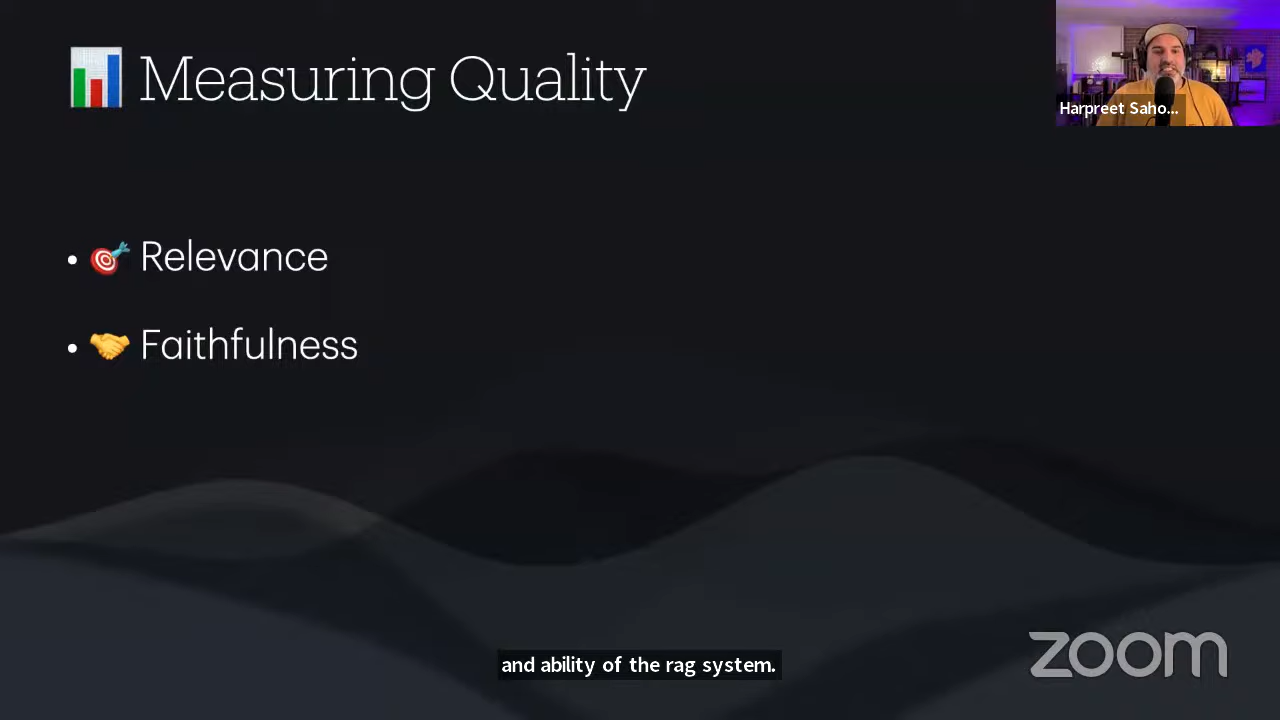 Measuring Quality
Harpreet Saho...
• Relevance
• Faithfulness
and ability of the rag system.
zoom